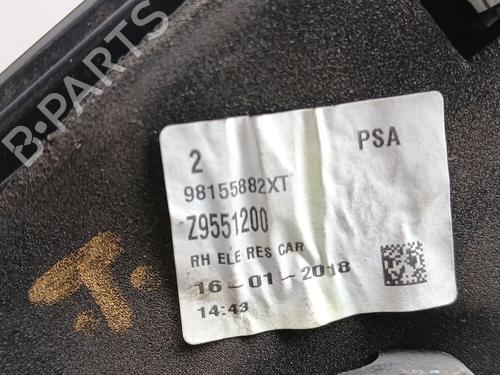 B-PARTS
2 PSA
98155882XT
Z9551200
RH ELE RES CAR
16-01-2018
14:43